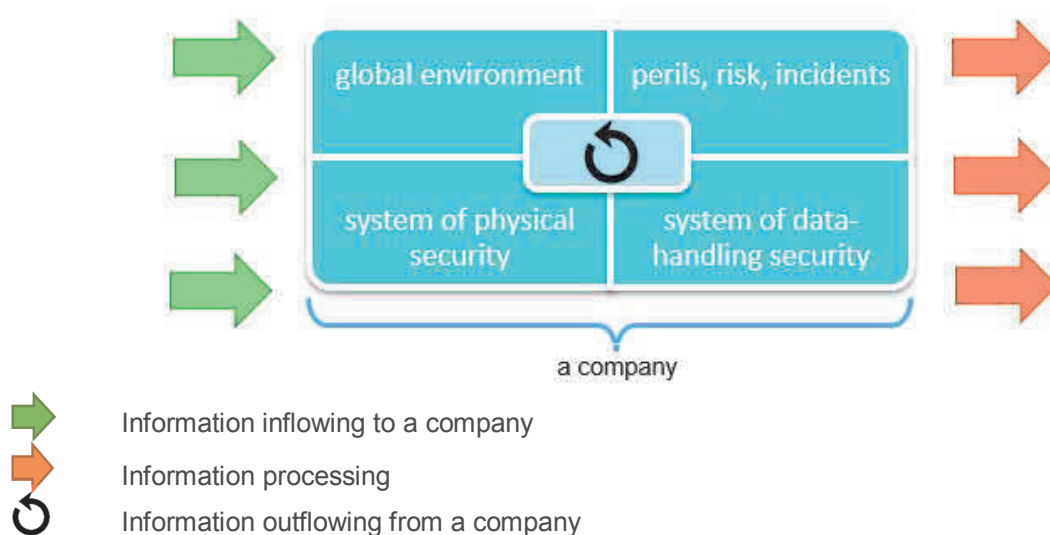 global environment
perils, risk, incidents
system of physical
security
system of data-
handling security
a company
Information inflowing to a company
Information processing
Information outflowing from a company